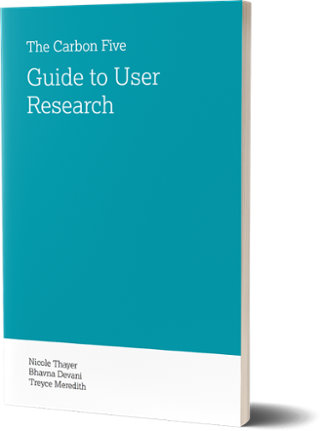 The Carbon Five
Guide to User
Research
Nicole Thayer
Bhavna Devani
Treyce Meredith